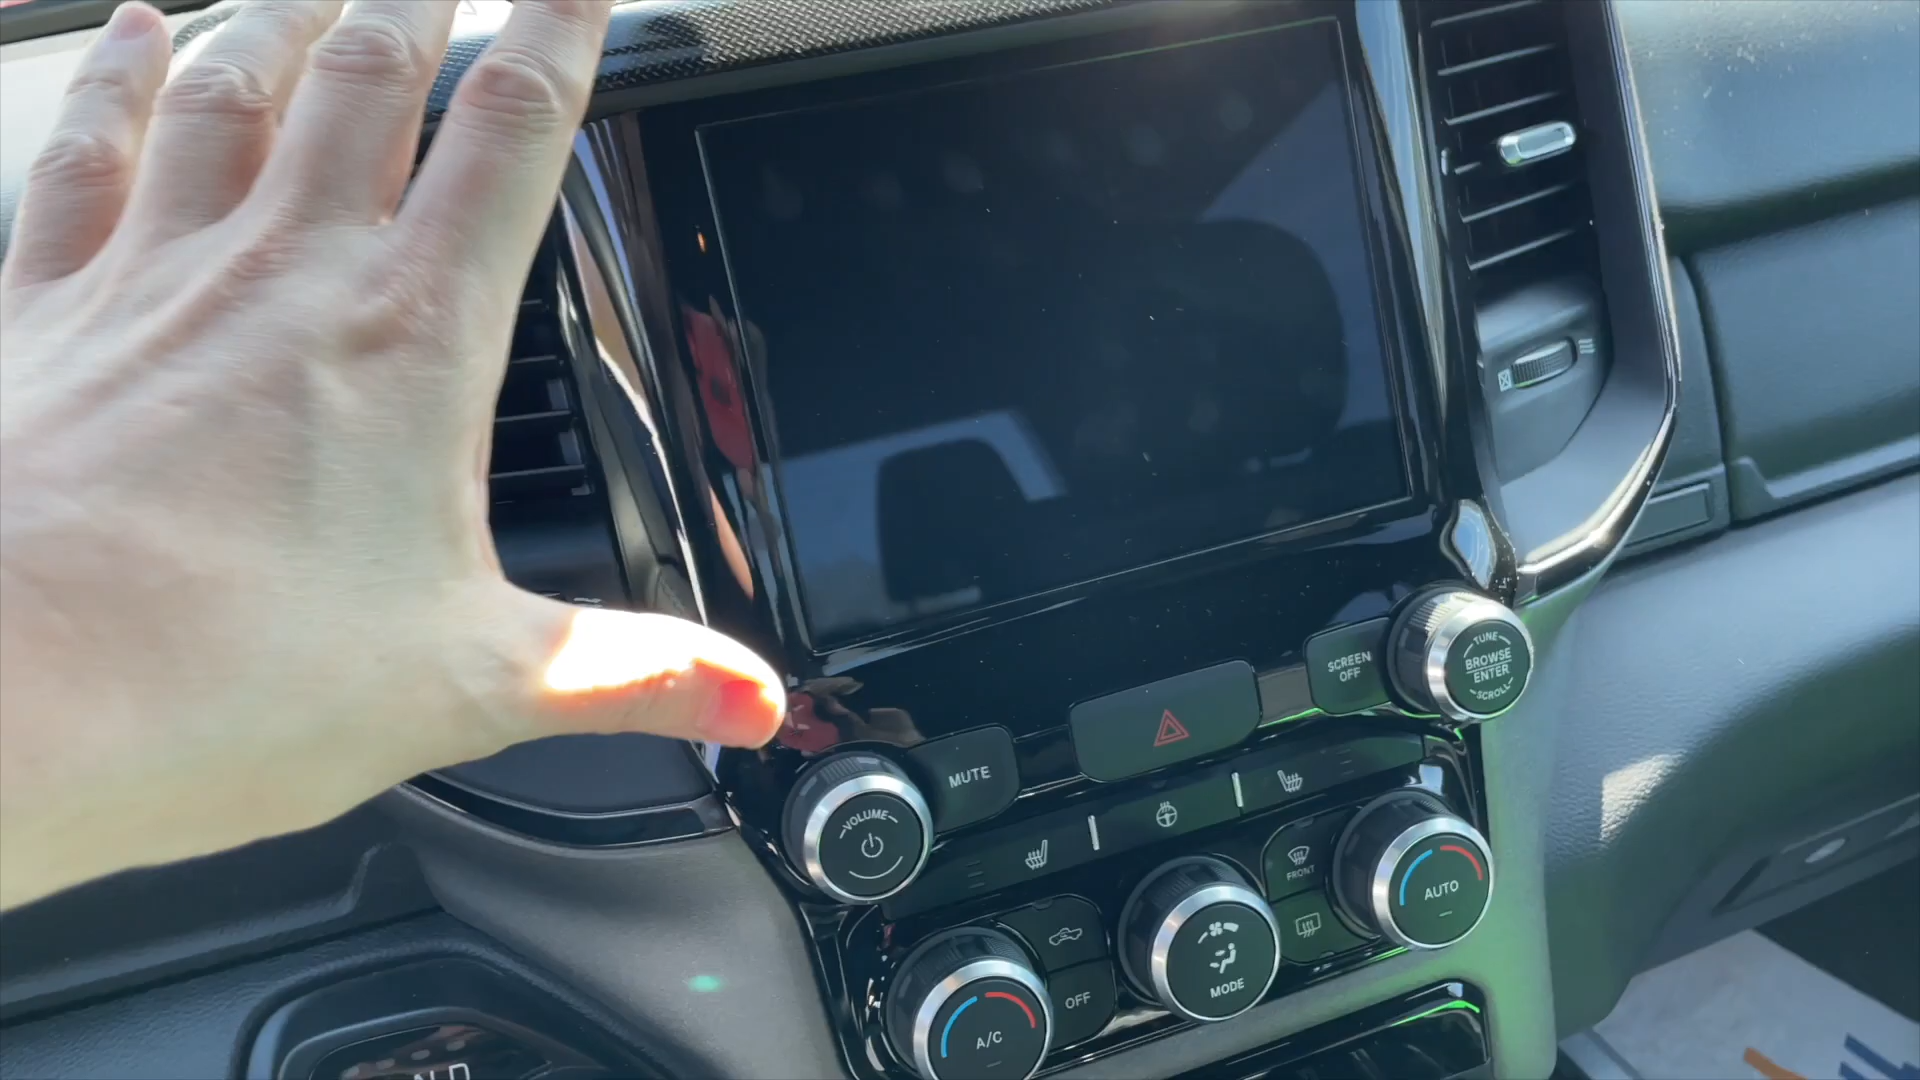 TUNE
BROWSE
ENTER
SCROLL
SCREEN
OFF
MUTE
VOLUME
FRONT
AUTO
MODE
OFF
A/C
N D